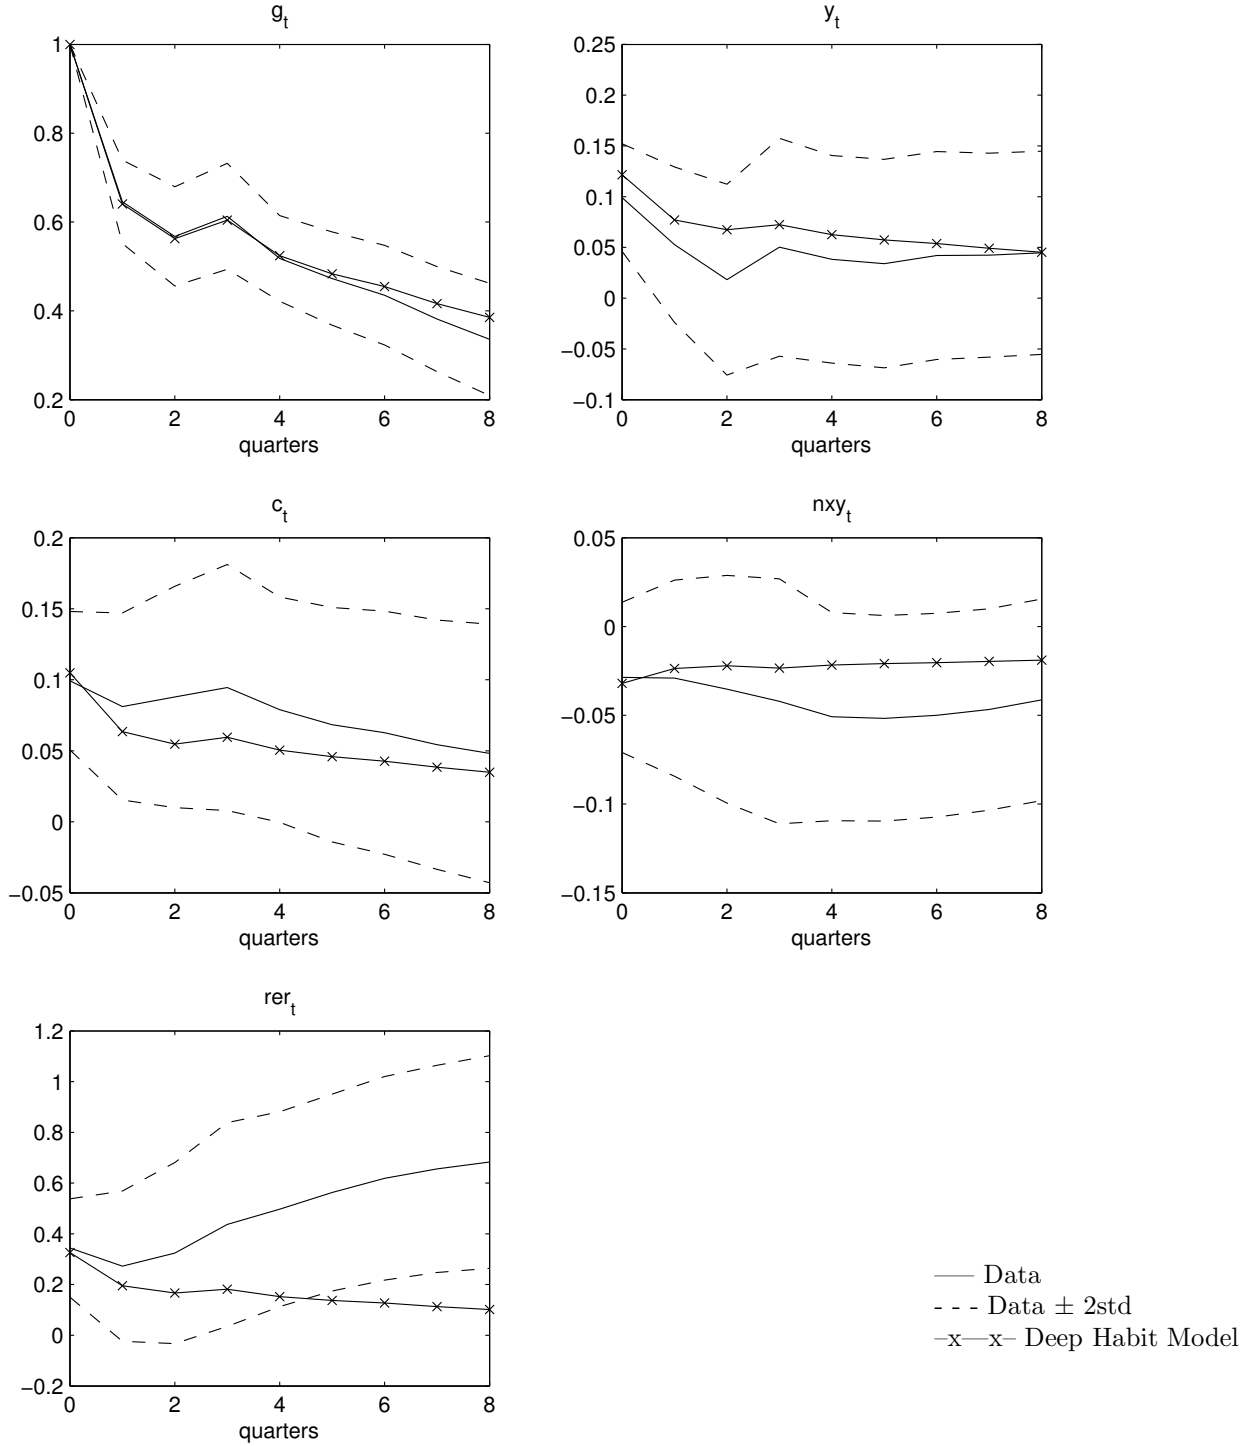 g_t
1
0.8
0.6
0.4
0.2
0 2 4 6 8
quarters
y_t
0.25
0.2
0.15
0.1
0.05
0
−0.05
−0.1
0 2 4 6 8
quarters
c_t
0.2
0.15
0.1
0.05
0
−0.05
0 2 4 6 8
quarters
nxy_t
0.05
0
−0.05
−0.1
−0.15
0 2 4 6 8
quarters
rer_t
1.2
1
0.8
0.6
0.4
0.2
0
−0.2
0 2 4 6 8
quarters
Data
Data ± 2std
–x—x– Deep Habit Model